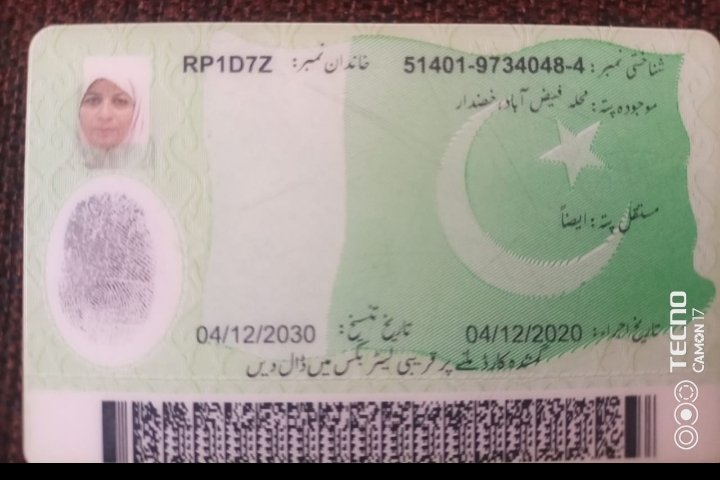 شناختی نمبر: 51401-9734048-4 خاندان نمبر: RP1D7Z
موجودہ پتہ: محلہ فیض آباد، خضدار
مستقل پتہ: ایضاً
تاریخ اجراء: 04/12/2020 تاریخ تنسیخ: 04/12/2030
گمشدہ کارڈ ملنے پر قریبی لیٹر بکس میں ڈال دیں
TECNO
CAMON 17